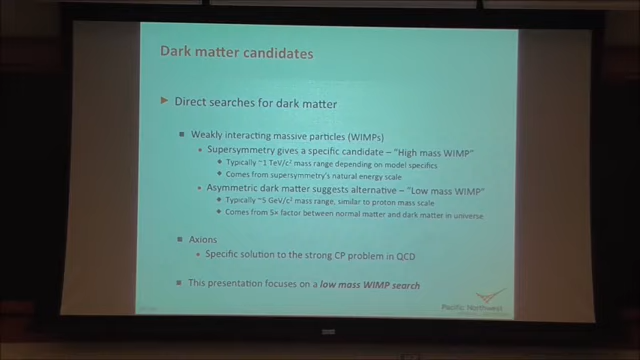 Dark matter candidates
Direct searches for dark matter
Weakly interacting massive particles (WIMPs)
Supersymmetry gives a specific candidate – "High mass WIMP"
Typically ~1 TeV/c² mass range depending on model specifics
Comes from supersymmetry's natural energy scale
Asymmetric dark matter suggests alternative – "Low mass WIMP"
Typically ~5 GeV/c² mass range, similar to proton mass scale
Comes from 5× factor between normal matter and dark matter in universe
Axions
Specific solution to the strong CP problem in QCD
This presentation focuses on a low mass WIMP search
Pacific Northwest